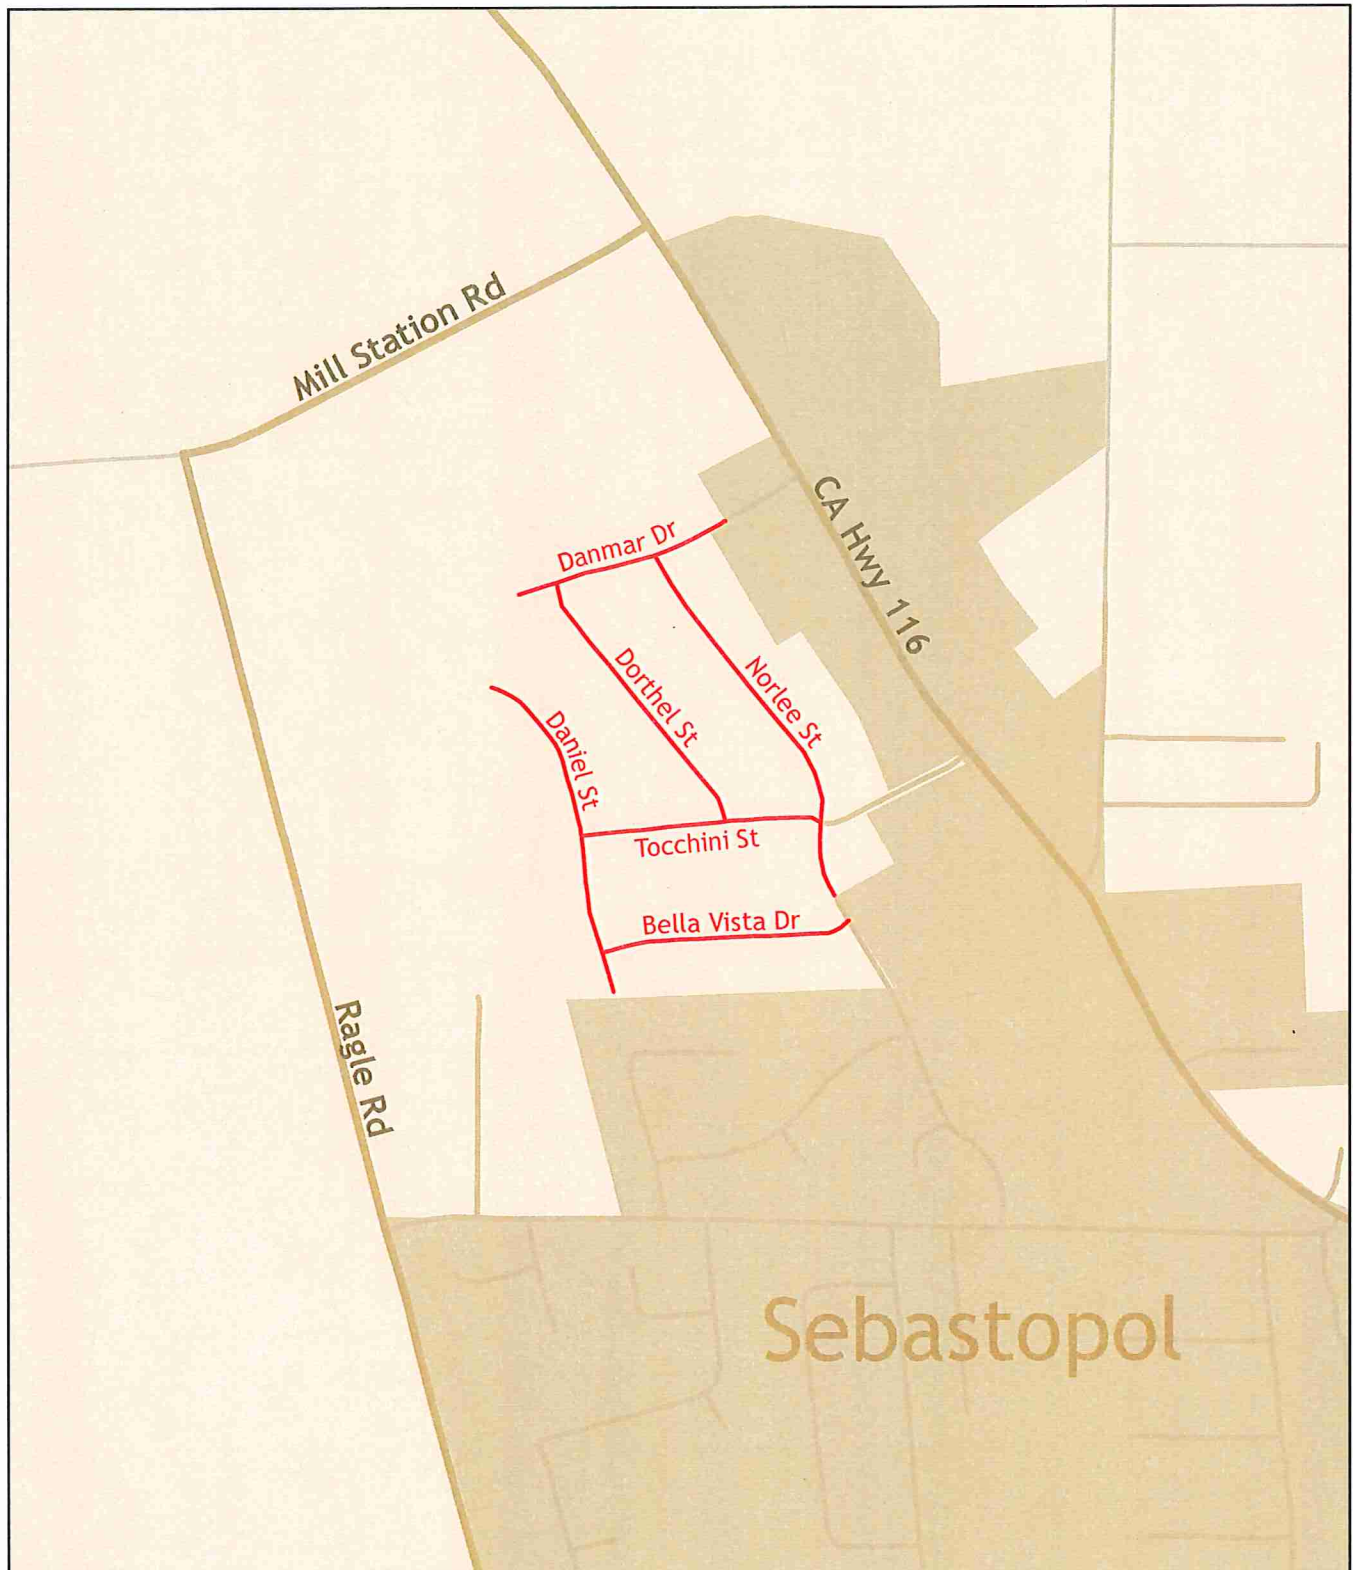 Mill Station Rd
CA Hwy 116
Danmar Dr
Dorthel St
Norlee St
Daniel St
Tocchini St
Bella Vista Dr
Ragle Rd
Sebastopol